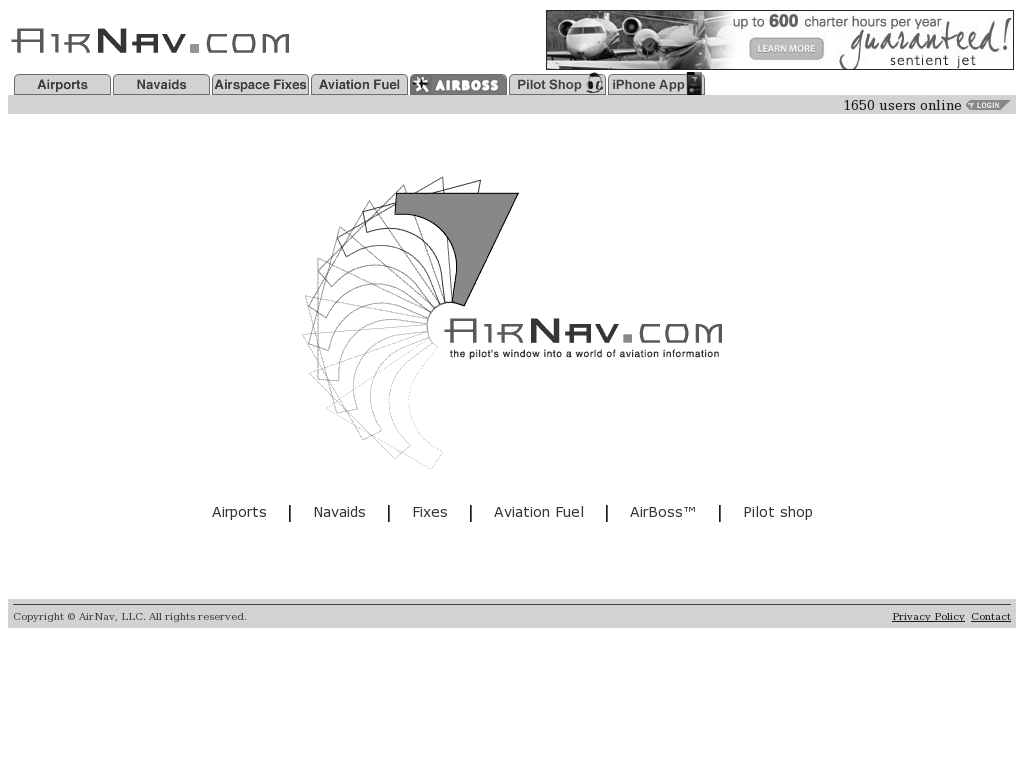 AirNav.com
up to 600 charter hours per year
guaranteed!
LEARN MORE
sentient jet
Airports Navaids Airspace Fixes Aviation Fuel AIRBOSS Pilot Shop iPhone App
1650 users online LOGIN
AirNav.com
the pilot's window into a world of aviation information
Airports | Navaids | Fixes | Aviation Fuel | AirBoss™ | Pilot shop
Copyright © AirNav, LLC. All rights reserved. Privacy Policy Contact